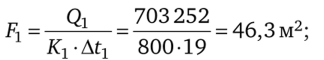 F₁ = Q₁ / (K₁·Δt₁) = 703 252 / (800·19) = 46,3 м²;